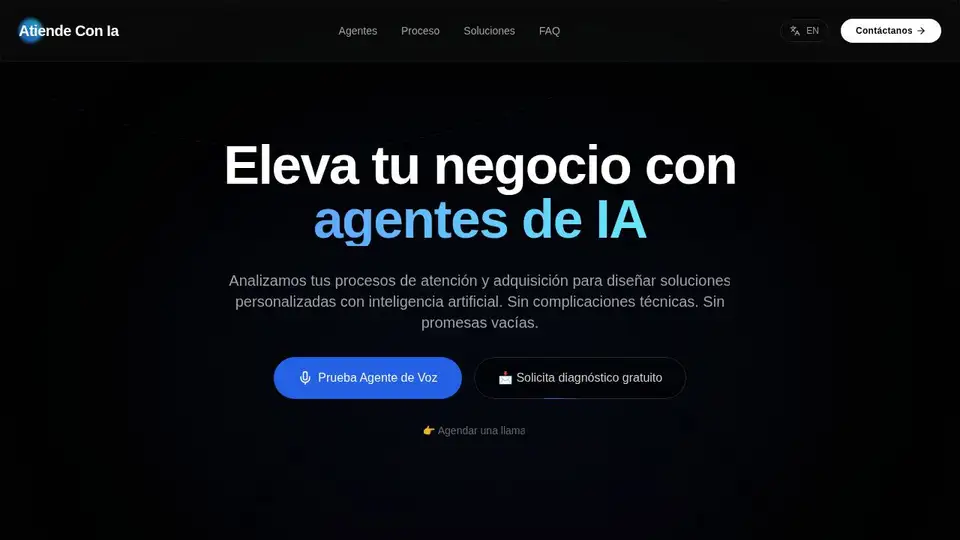 Atiende Con Ia
Agentes
Proceso
Soluciones
FAQ
EN
Contáctanos →
Eleva tu negocio con
agentes de IA
Analizamos tus procesos de atención y adquisición para diseñar soluciones
personalizadas con inteligencia artificial. Sin complicaciones técnicas. Sin
promesas vacías.
Prueba Agente de Voz
📩 Solicita diagnóstico gratuito
👉 Agendar una llama